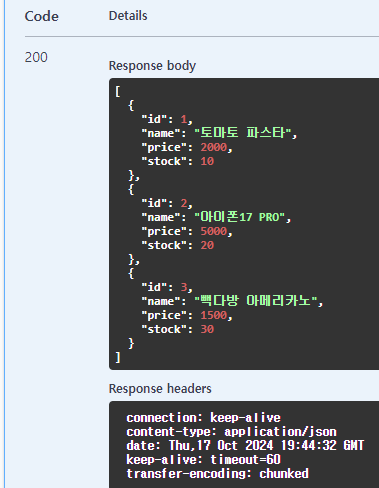 Code Details
200
Response body
[
  {
    "id": 1,
    "name": "토마토 파스타",
    "price": 2000,
    "stock": 10
  },
  {
    "id": 2,
    "name": "아이폰17 PRO",
    "price": 5000,
    "stock": 20
  },
  {
    "id": 3,
    "name": "빽다방 아메리카노",
    "price": 1500,
    "stock": 30
  }
]
Response headers
connection: keep-alive
content-type: application/json
date: Thu,17 Oct 2024 19:44:32 GMT
keep-alive: timeout=60
transfer-encoding: chunked